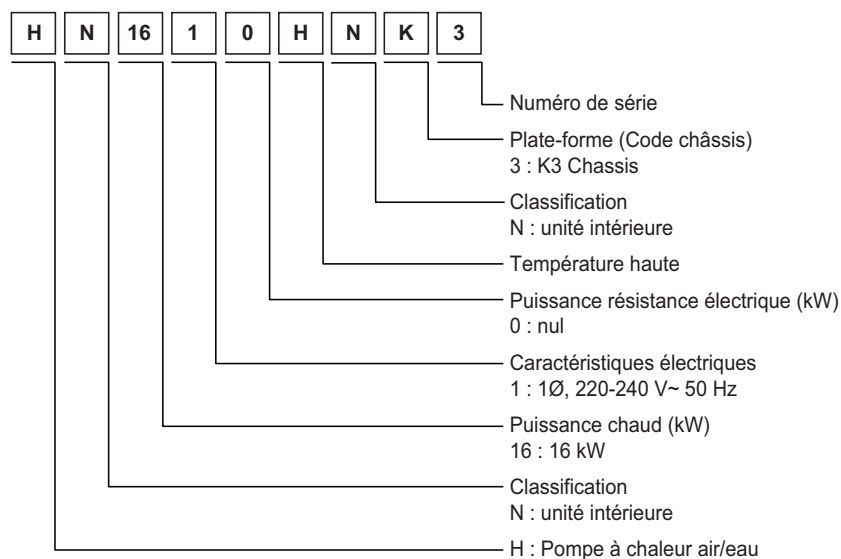 H N 16 1 0 H N K 3
Numéro de série
Plate-forme (Code châssis)
3 : K3 Chassis
Classification
N : unité intérieure
Température haute
Puissance résistance électrique (kW)
0 : nul
Caractéristiques électriques
1 : 1Ø, 220-240 V~ 50 Hz
Puissance chaud (kW)
16 : 16 kW
Classification
N : unité intérieure
H : Pompe à chaleur air/eau